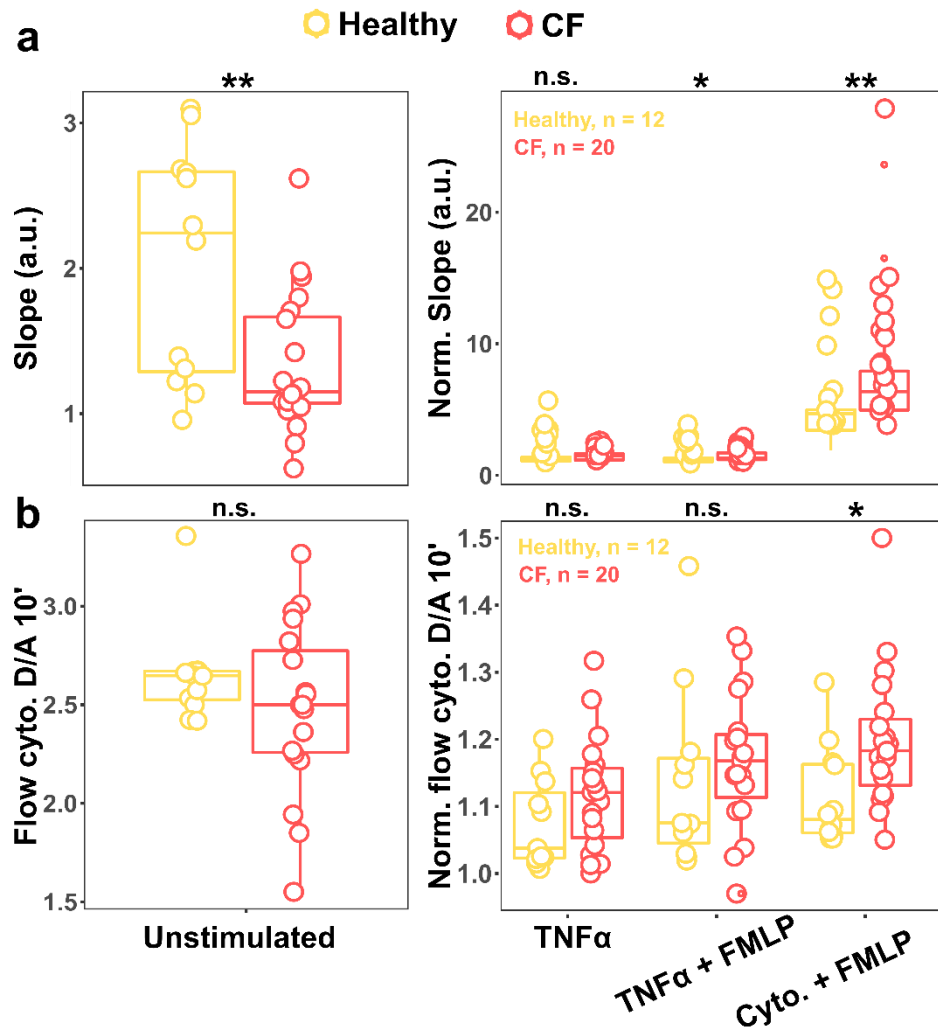 Healthy CF
a
**
n.s. * **
Slope (a.u.)
3
2
1
Norm. Slope (a.u.)
Healthy, n = 12
CF, n = 20
20
10
0
b
n.s.
n.s. n.s. *
Flow cyto. D/A 10'
3.0
2.5
2.0
1.5
Norm. flow cyto. D/A 10'
Healthy, n = 12
CF, n = 20
1.5
1.4
1.3
1.2
1.1
1.0
Unstimulated
TNFα
TNFα + FMLP
Cyto. + FMLP